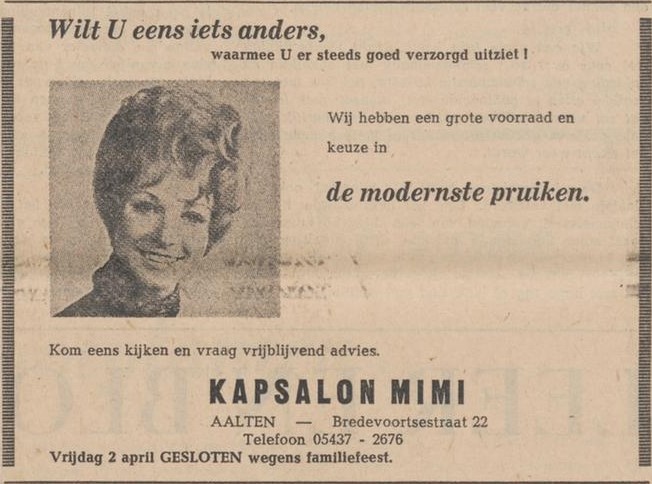 Wilt U eens iets anders,
waarmee U er steeds goed verzorgd uitziet !
Wij hebben een grote voorraad en
keuze in
de modernste pruiken.
Kom eens kijken en vraag vrijblijvend advies.
KAPSALON MIMI
AALTEN — Bredevoortsestraat 22
Telefoon 05437 - 2676
Vrijdag 2 april GESLOTEN wegens familiefeest.